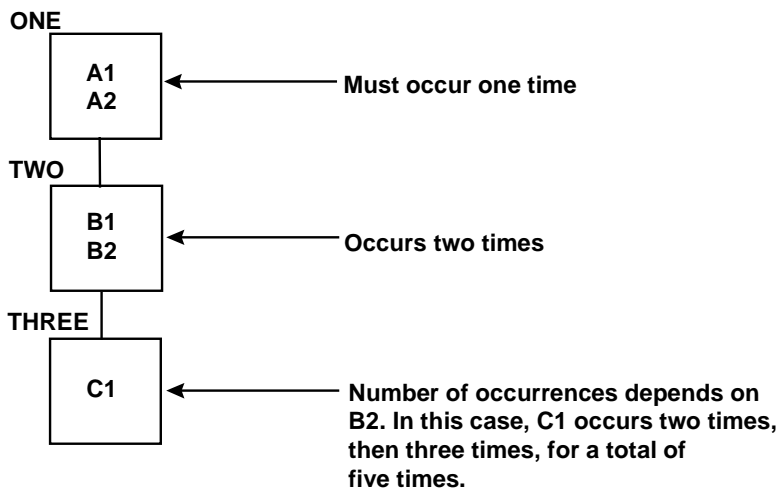 ONE
A1
A2
Must occur one time
TWO
B1
B2
Occurs two times
THREE
C1
Number of occurrences depends on
B2. In this case, C1 occurs two times,
then three times, for a total of
five times.